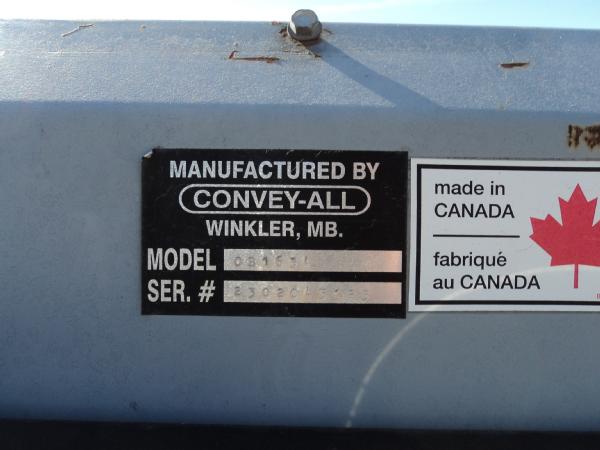 MANUFACTURED BY
CONVEY-ALL
WINKLER, MB.
MODEL
SER. #
made in
CANADA
fabriqué
au CANADA